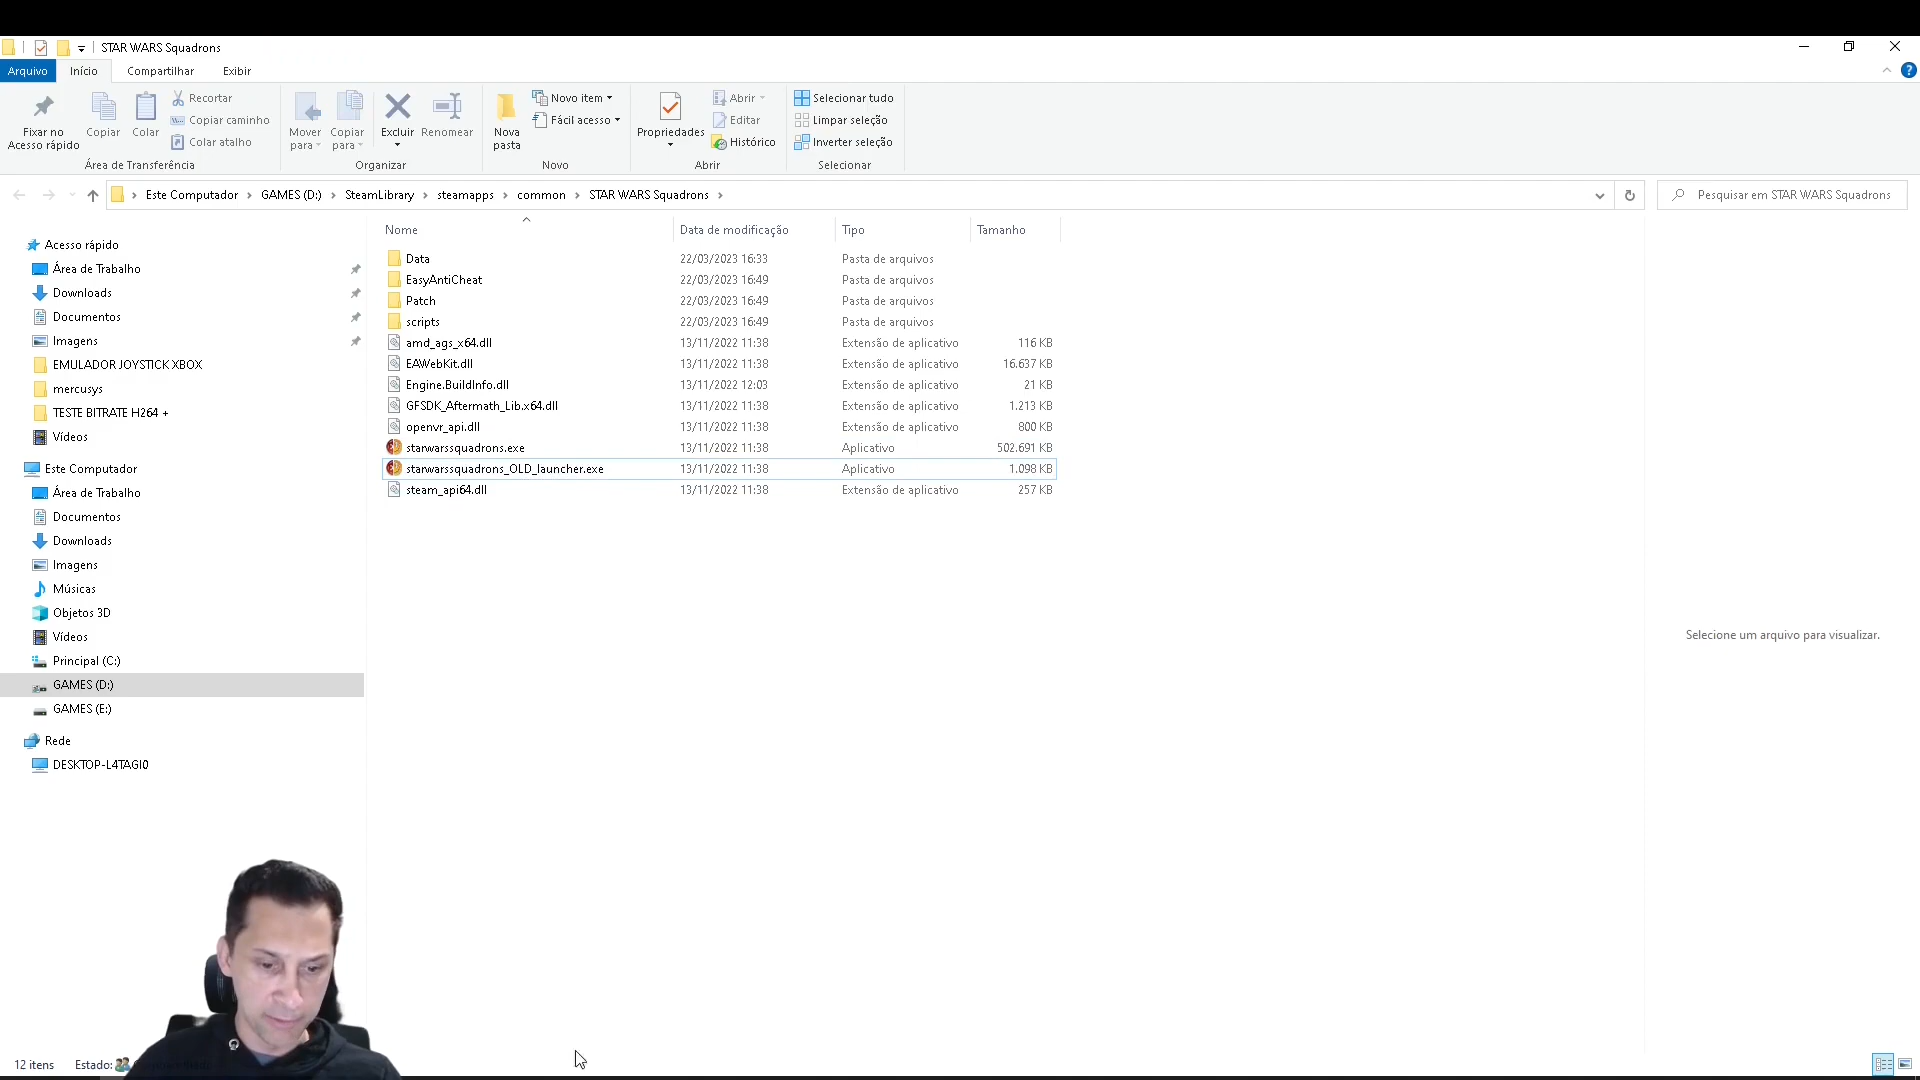 STAR WARS Squadrons
Arquivo Início Compartilhar Exibir
Fixar no Acesso rápido
Copiar
Colar
Recortar
Copiar caminho
Colar atalho
Área de Transferência
Mover para
Copiar para
Excluir
Renomear
Organizar
Nova pasta
Novo item
Fácil acesso
Novo
Propriedades
Abrir
Editar
Histórico
Abrir
Selecionar tudo
Limpar seleção
Inverter seleção
Selecionar
Este Computador > GAMES (D:) > SteamLibrary > steamapps > common > STAR WARS Squadrons >
Pesquisar em STAR WARS Squadrons
Acesso rápido
Área de Trabalho
Downloads
Documentos
Imagens
EMULADOR JOYSTICK XBOX
mercusys
TESTE BITRATE H264 +
Vídeos
Este Computador
Área de Trabalho
Documentos
Downloads
Imagens
Músicas
Objetos 3D
Vídeos
Principal (C:)
GAMES (D:)
GAMES (E:)
Rede
DESKTOP-L4TAGI0
Nome Data de modificação Tipo Tamanho
Data 22/03/2023 16:33 Pasta de arquivos
EasyAntiCheat 22/03/2023 16:49 Pasta de arquivos
Patch 22/03/2023 16:49 Pasta de arquivos
scripts 22/03/2023 16:49 Pasta de arquivos
amd_ags_x64.dll 13/11/2022 11:38 Extensão de aplicativo 116 KB
EAWebKit.dll 13/11/2022 11:38 Extensão de aplicativo 16.637 KB
Engine.BuildInfo.dll 13/11/2022 12:03 Extensão de aplicativo 21 KB
GFSDK_Aftermath_Lib.x64.dll 13/11/2022 11:38 Extensão de aplicativo 1.213 KB
openvr_api.dll 13/11/2022 11:38 Extensão de aplicativo 800 KB
starwarssquadrons.exe 13/11/2022 11:38 Aplicativo 502.691 KB
starwarssquadrons_OLD_launcher.exe 13/11/2022 11:38 Aplicativo 1.098 KB
steam_api64.dll 13/11/2022 11:38 Extensão de aplicativo 257 KB
Selecione um arquivo para visualizar.
12 itens Estado: